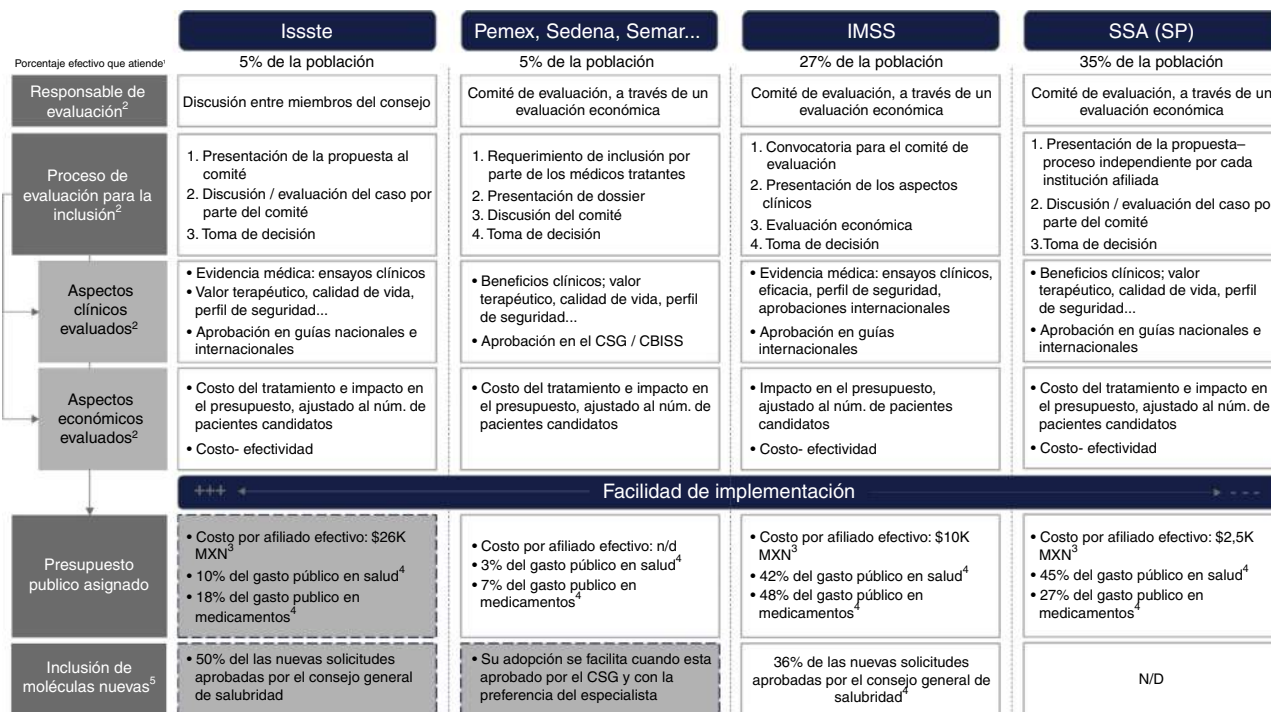 Issste
Pemex, Sedena, Semar...
IMSS
SSA (SP)
Porcentaje efectivo que atiende¹
5% de la población
5% de la población
27% de la población
35% de la población
Responsable de
evaluación²
Discusión entre miembros del consejo
Comité de evaluación, a través de un
evaluación económica
Comité de evaluación, a través de un
evaluación económica
Comité de evaluación, a través de un
evaluación económica
Proceso de
evaluación para la
inclusión²
1. Presentación de la propuesta al
comité
2. Discusión / evaluación del caso por
parte del comité
3. Toma de decisión
1. Requerimiento de inclusión por
parte de los médicos tratantes
2. Presentación de dossier
3. Discusión del comité
4. Toma de decisión
1. Convocatoria para el comité de
evaluación
2. Presentación de los aspectos
clínicos
3. Evaluación económica
4. Toma de decisión
1. Presentación de la propuesta–
proceso independiente por cada
institución afiliada
2. Discusión / evaluación del caso po
parte del comité
3.Toma de decisión
Aspectos
clínicos
evaluados²
• Evidencia médica: ensayos clínicos
• Valor terapéutico, calidad de vida,
perfil de seguridad...
• Aprobación en guías nacionales e
internacionales
• Beneficios clínicos; valor
terapéutico, calidad de vida, perfil
de seguridad...
• Aprobación en el CSG / CBISS
• Evidencia médica: ensayos clínicos,
eficacia, perfil de seguridad,
aprobaciones internacionales
• Aprobación en guías
internacionales
• Beneficios clínicos; valor
terapéutico, calidad de vida, perfil
de seguridad...
• Aprobación en guías nacionales e
internacionales
Aspectos
económicos
evaluados²
• Costo del tratamiento e impacto en
el presupuesto, ajustado al núm. de
pacientes candidatos
• Costo- efectividad
• Costo del tratamiento e impacto en
el presupuesto, ajustado al núm. de
pacientes candidatos
• Impacto en el presupuesto,
ajustado al núm. de pacientes
candidatos
• Costo- efectividad
• Costo del tratamiento e impacto en
el presupuesto, ajustado al núm. de
pacientes candidatos
• Costo- efectividad
+++ Facilidad de implementación - - -
Presupuesto
publico asignado
• Costo por afiliado efectivo: $26K
MXN³
• 10% del gasto público en salud⁴
• 18% del gasto publico en
medicamentos⁴
• Costo por afiliado efectivo: n/d
• 3% del gasto público en salud⁴
• 7% del gasto publico en
medicamentos⁴
• Costo por afiliado efectivo: $10K
MXN³
• 42% del gasto público en salud⁴
• 48% del gasto público en
medicamentos⁴
• Costo por afiliado efectivo: $2,5K
MXN³
• 45% del gasto público en salud⁴
• 27% del gasto publico en
medicamentos⁴
Inclusión de
moléculas nuevas⁵
• 50% del las nuevas solicitudes
aprobadas por el consejo general
de salubridad
• Su adopción se facilita cuando esta
aprobado por el CSG y con la
preferencia del especialista
36% de las nuevas solicitudes
aprobadas por el consejo general de
salubridad⁴
N/D